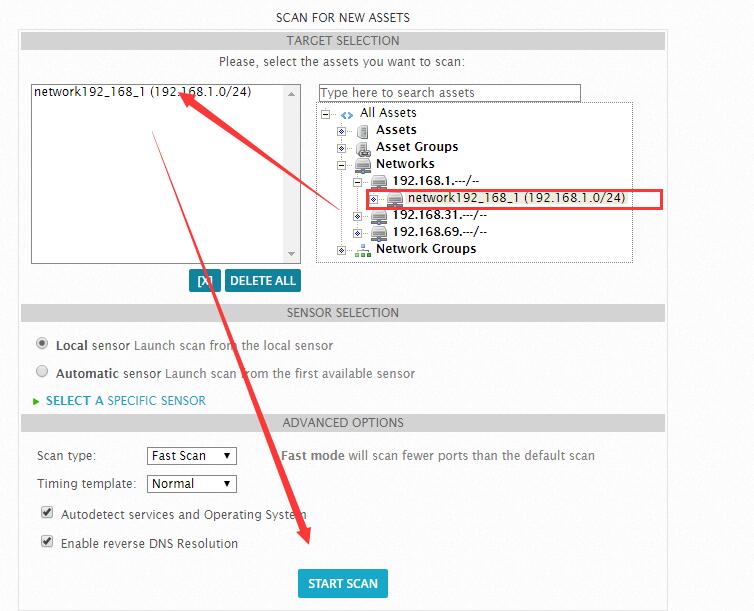 SCAN FOR NEW ASSETS
TARGET SELECTION
Please, select the assets you want to scan:
network192_168_1 (192.168.1.0/24)
Type here to search assets
All Assets
Assets
Asset Groups
Networks
192.168.1.---/--
network192_168_1 (192.168.1.0/24)
192.168.31.---/--
192.168.69.---/--
Network Groups
[X] DELETE ALL
SENSOR SELECTION
Local sensor Launch scan from the local sensor
Automatic sensor Launch scan from the first available sensor
SELECT A SPECIFIC SENSOR
ADVANCED OPTIONS
Scan type: Fast Scan Fast mode will scan fewer ports than the default scan
Timing template: Normal
Autodetect services and Operating System
Enable reverse DNS Resolution
START SCAN